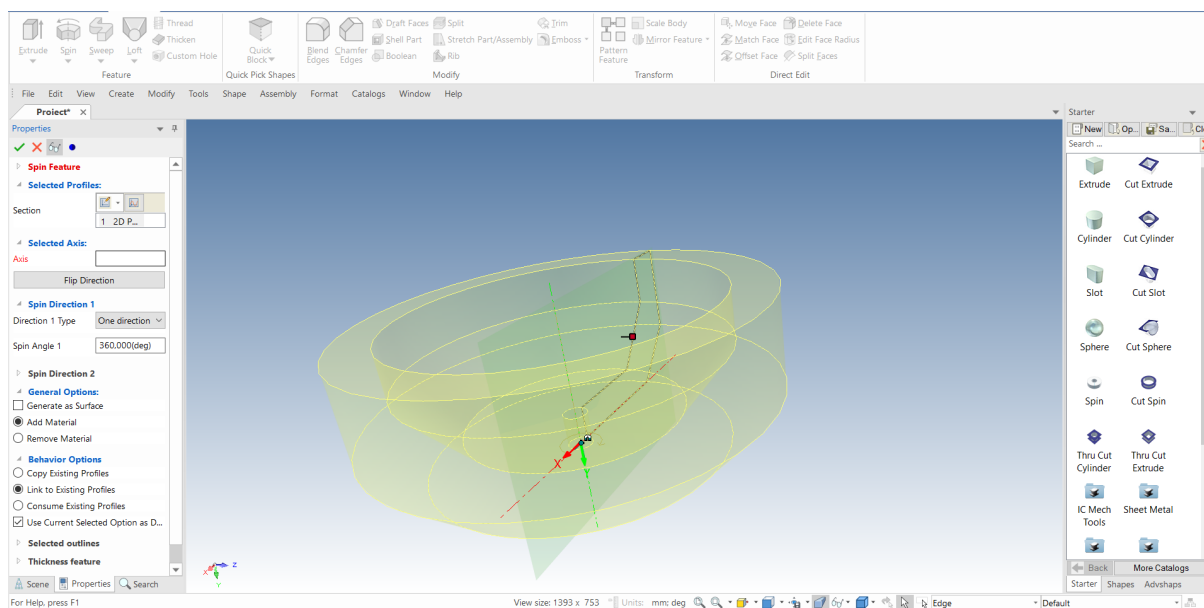 Extrude
Spin
Sweep
Loft
Thread
Thicken
Custom Hole
Feature
Quick
Block
Quick Pick Shapes
Blend
Edges
Chamfer
Edges
Draft Faces
Shell Part
Boolean
Split
Stretch Part/Assembly
Rib
Trim
Emboss
Modify
Pattern
Feature
Scale Body
Mirror Feature
Transform
Move Face
Match Face
Offset Face
Delete Face
Edit Face Radius
Split Faces
Direct Edit
File Edit View Create Modify Tools Shape Assembly Format Catalogs Window Help
Project*
Properties
Spin Feature
Selected Profiles:
Section
1 2D P...
Selected Axis:
Axis
Flip Direction
Spin Direction 1
Direction 1 Type One direction
Spin Angle 1 360,000(deg)
Spin Direction 2
General Options:
Generate as Surface
Add Material
Remove Material
Behavior Options
Copy Existing Profiles
Link to Existing Profiles
Consume Existing Profiles
Use Current Selected Option as D...
Selected outlines
Thickness feature
Scene Properties Search
For Help, press F1
X
Y
X
Z
Y
Starter
New Op... Sa... Cl
Search ...
Extrude Cut Extrude
Cylinder Cut Cylinder
Slot Cut Slot
Sphere Cut Sphere
Spin Cut Spin
Thru Cut
Cylinder
Thru Cut
Extrude
IC Mech
Tools
Sheet Metal
Back More Catalogs
Starter Shapes Advshaps
View size: 1393 x 753 Units: mm; deg Edge Default